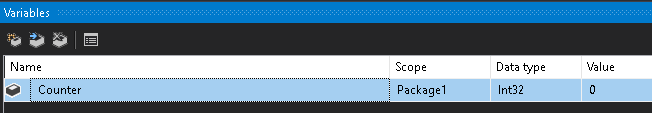 Variables
Name Scope Data type Value
Counter Package1 Int32 0